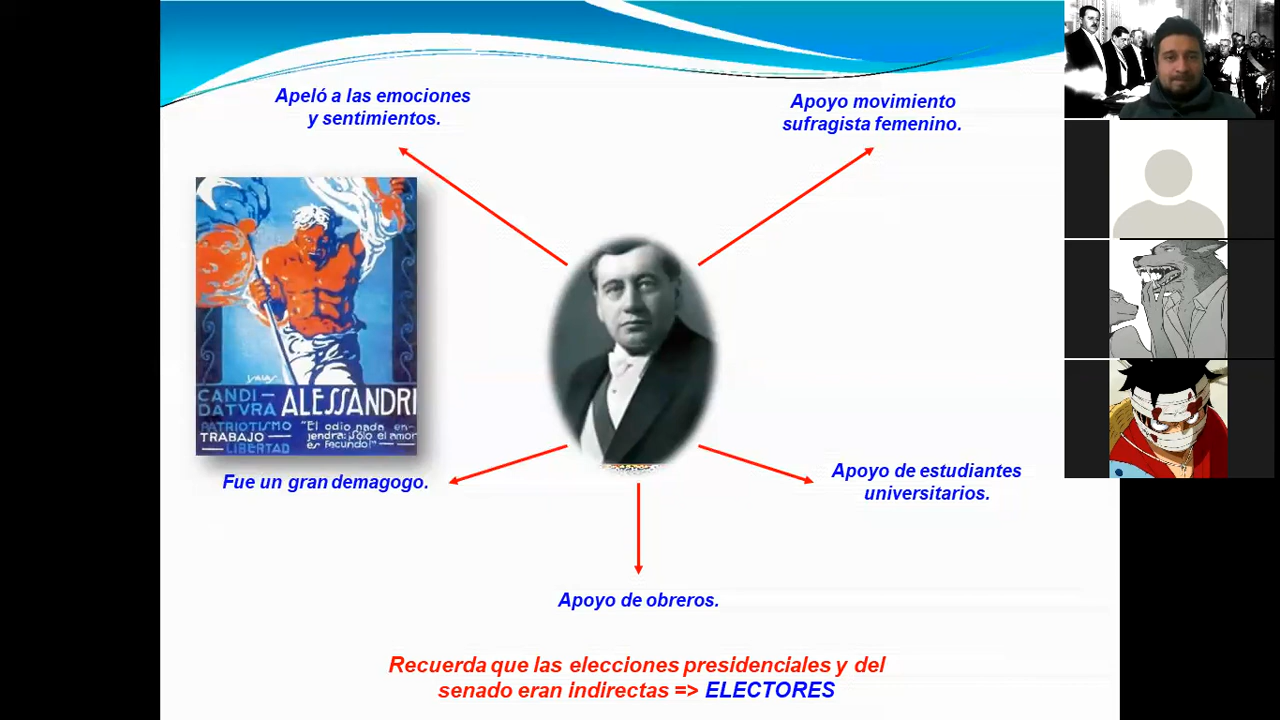 Apeló a las emociones
y sentimientos.
Apoyo movimiento
sufragista femenino.
SALAS
CANDI-
DATVRA ALESSANDRI
PATRIOTISMO
TRABAJO —
— LIBERTAD
"El odio nada en-
jendra: ¡Sólo el amor
es fecundo!"
Fue un gran demagogo.
Apoyo de estudiantes
universitarios.
Apoyo de obreros.
Recuerda que las elecciones presidenciales y del
senado eran indirectas => ELECTORES